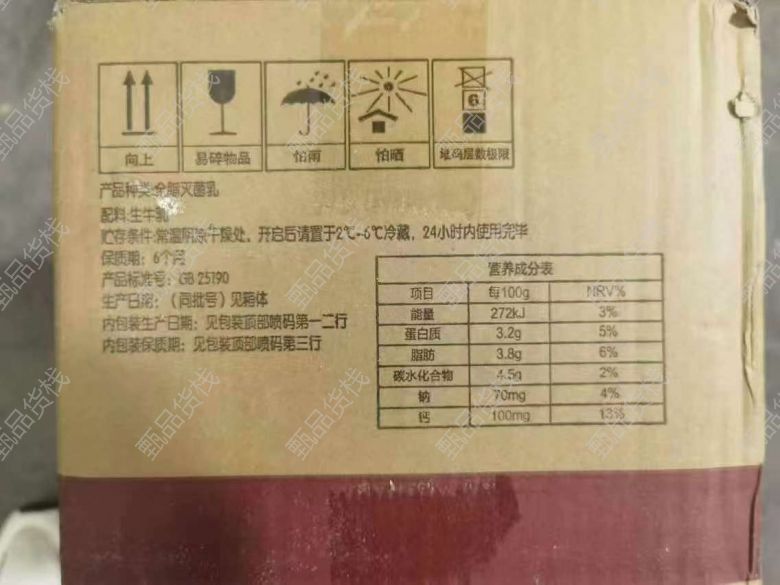 6
向上
易碎物品
怕雨
怕晒
堆码层数极限
产品种类:全脂灭菌乳
配料:生牛乳
贮存条件:常温阴凉干燥处，开启后请置于2℃-6℃冷藏，24小时内使用完毕
保质期：6个月
产品标准号：GB 25190
生产日期：（同批号）见箱体
内包装生产日期：见包装顶部喷码第一二行
内包装保质期：见包装顶部喷码第三行
营养成分表
项目 每100g NRV%
能量 272kJ 3%
蛋白质 3.2g 5%
脂肪 3.8g 6%
碳水化合物 4.5g 2%
钠 70mg 4%
钙 100mg 13%
甄品货栈